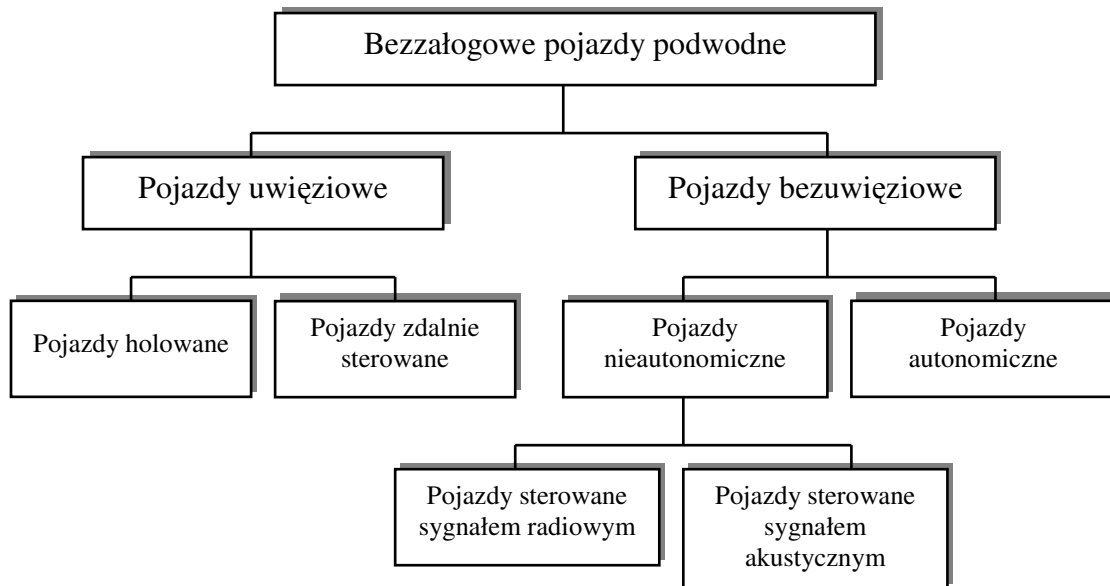 Bezzałogowe pojazdy podwodne
Pojazdy uwięziowe
Pojazdy bezuwięziowe
Pojazdy holowane
Pojazdy zdalnie
sterowane
Pojazdy
nieautonomiczne
Pojazdy
autonomiczne
Pojazdy sterowane
sygnałem radiowym
Pojazdy sterowane
sygnałem
akustycznym